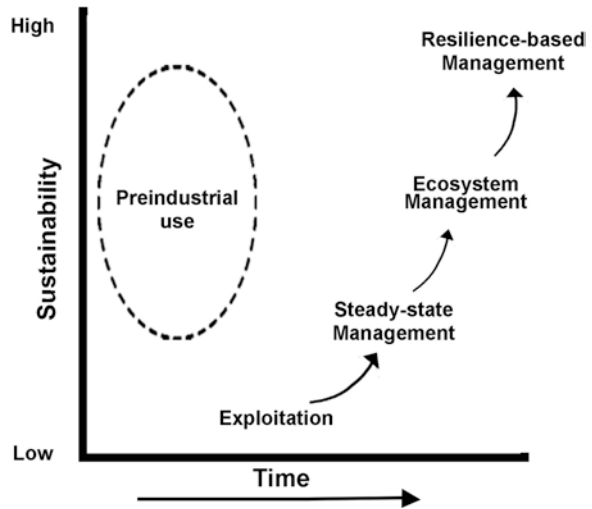 High
Resilience-based
Management
Preindustrial
use
Ecosystem
Management
Sustainability
Steady-state
Management
Exploitation
Low
Time